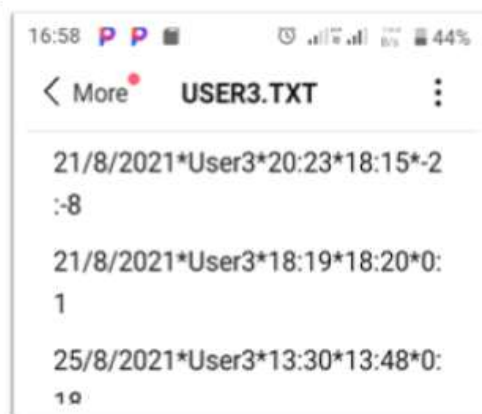 16:58 P P 44%
More USER3.TXT
21/8/2021*User3*20:23*18:15*-2
:-8
21/8/2021*User3*18:19*18:20*0:
1
25/8/2021*User3*13:30*13:48*0:
18